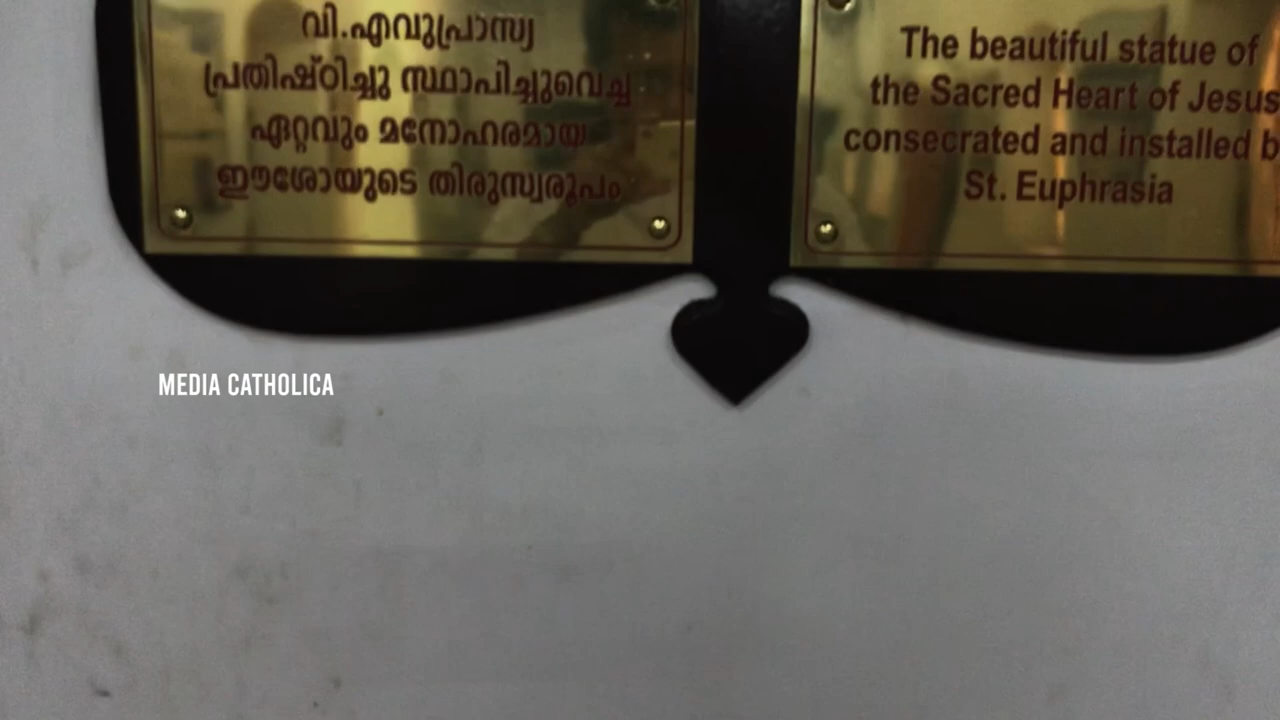 വി.എവുപ്രാസ്യ
പ്രതിഷ്ഠിച്ചു സ്ഥാപിച്ചുവെച്ച
ഏറ്റവും മനോഹരമായ
ഈശോയുടെ തിരുസ്വരൂപം
The beautiful statue of
the Sacred Heart of Jesus
consecrated and installed b
St. Euphrasia
MEDIA CATHOLICA